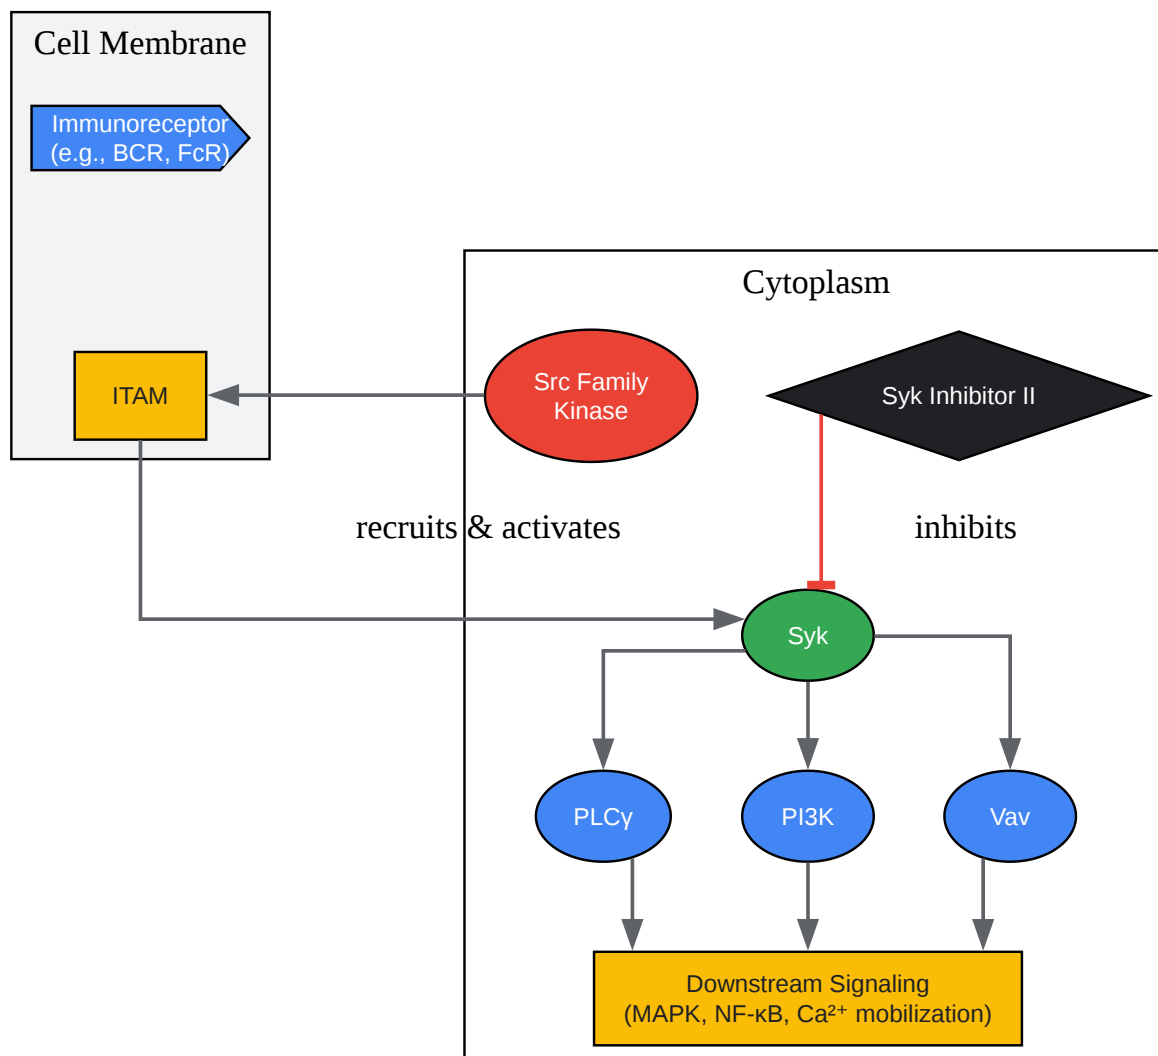 Cell Membrane
Immunoreceptor
(e.g., BCR, FcR)
Cytoplasm
ITAM
Src Family
Kinase
Syk Inhibitor II
recruits & activates
inhibits
Syk
PLCγ
PI3K
Vav
Downstream Signaling
(MAPK, NF-κB, Ca²⁺ mobilization)